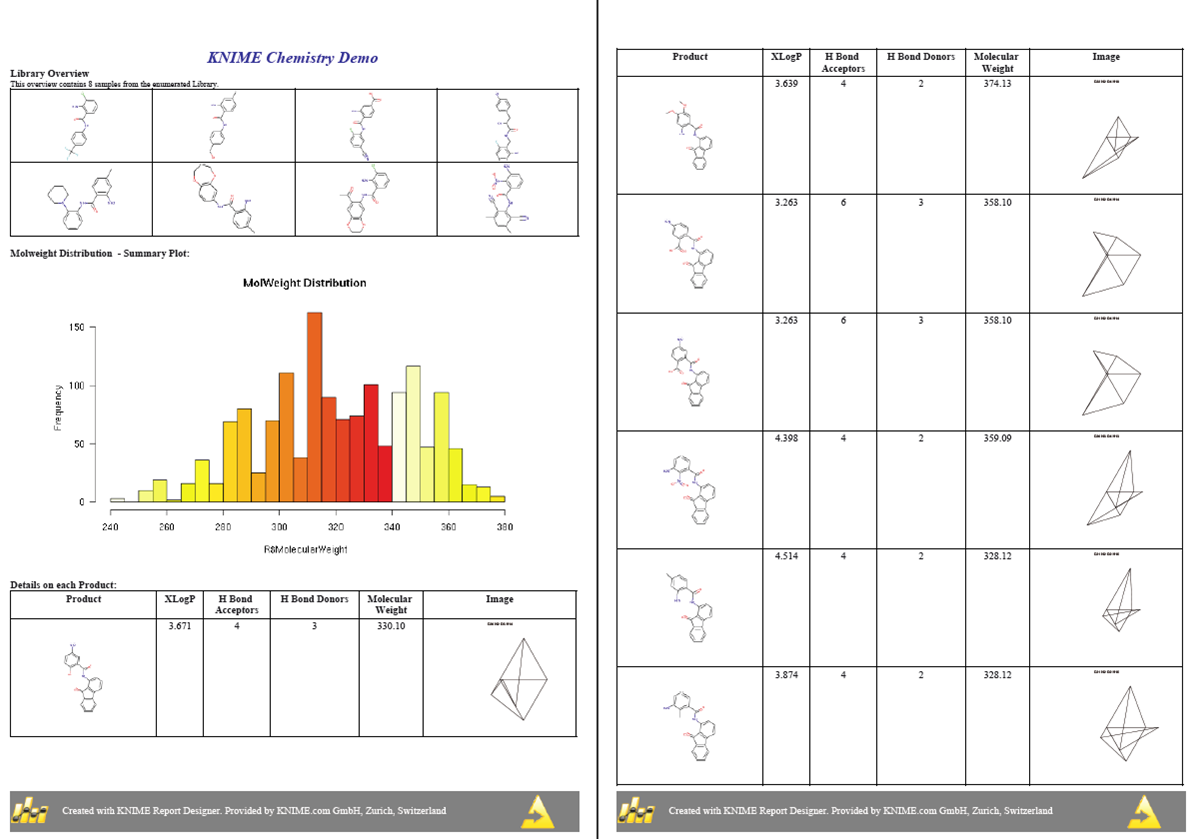 KNIME Chemistry Demo
Library Overview
This overview contains 8 samples from the enumerated Library.
Molweight Distribution - Summary Plot:
MolWeight Distribution
Frequency
150
100
50
0
240 260 280 300 320 340 360 380
R$MolecularWeight
Details on each Product:
Product XLogP H Bond Acceptors H Bond Donors Molecular Weight Image
3.671 4 3 330.10
Created with KNIME Report Designer. Provided by KNIME.com GmbH, Zurich, Switzerland
Product XLogP H Bond Acceptors H Bond Donors Molecular Weight Image
3.639 4 2 374.13
3.263 6 3 358.10
3.263 6 3 358.10
4.398 4 2 359.09
4.514 4 2 328.12
3.874 4 2 328.12
Created with KNIME Report Designer. Provided by KNIME.com GmbH, Zurich, Switzerland